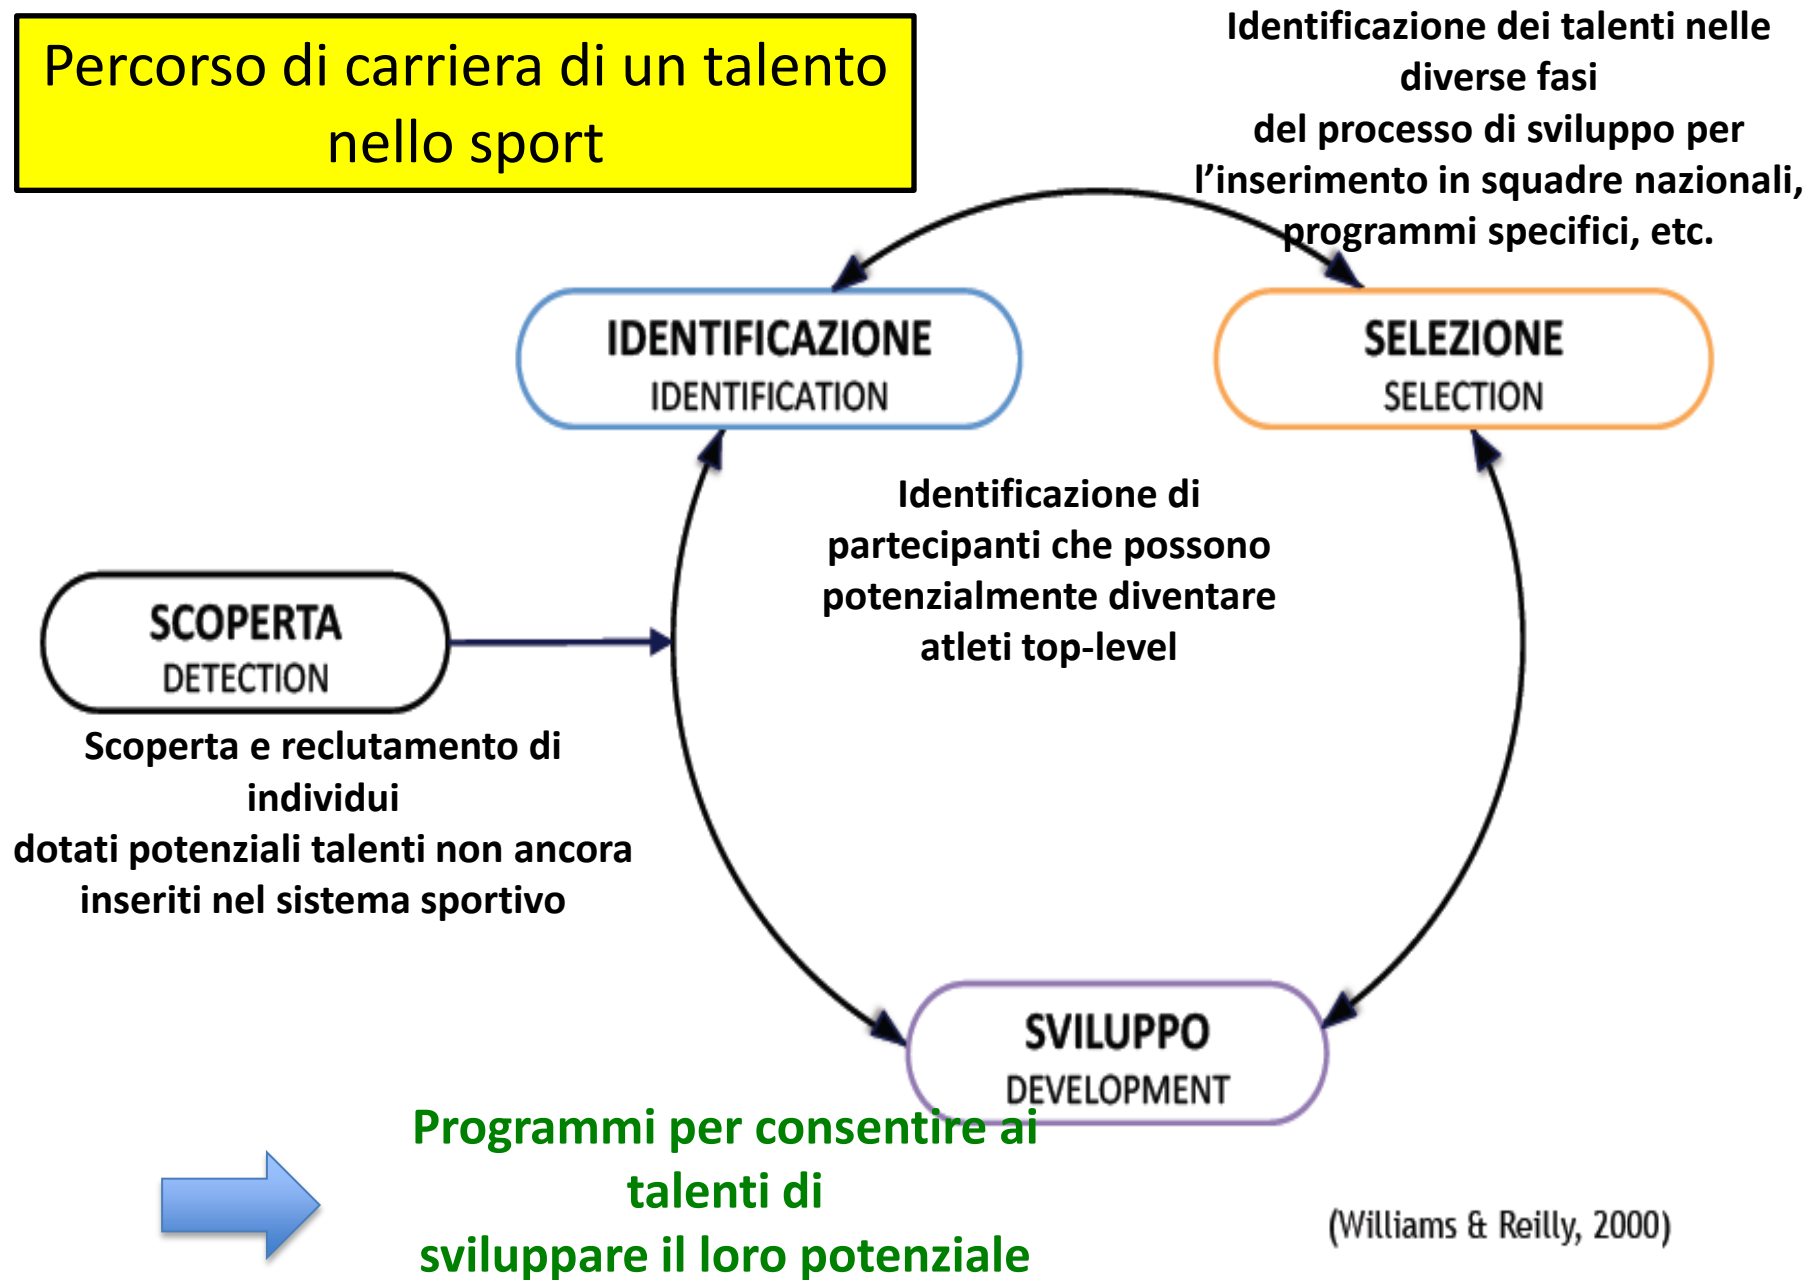 Percorso di carriera di un talento
nello sport
Identificazione dei talenti nelle
diverse fasi
del processo di sviluppo per
l’inserimento in squadre nazionali,
programmi specifici, etc.
IDENTIFICAZIONE
IDENTIFICATION
SELEZIONE
SELECTION
Identificazione di
partecipanti che possono
potenzialmente diventare
atleti top-level
SCOPERTA
DETECTION
Scoperta e reclutamento di
individui
dotati potenziali talenti non ancora
inseriti nel sistema sportivo
SVILUPPO
DEVELOPMENT
Programmi per consentire ai
talenti di
sviluppare il loro potenziale
(Williams & Reilly, 2000)